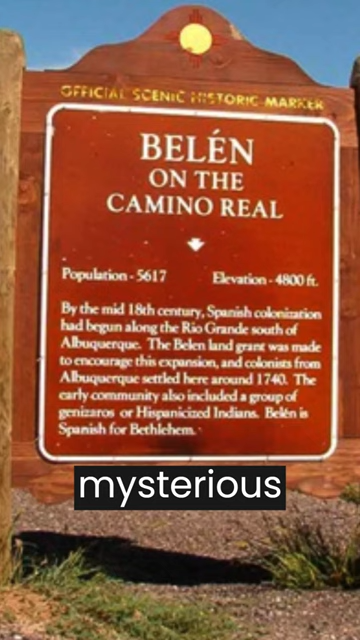 OFFICIAL SCENIC HISTORIC MARKER
BELÉN
ON THE
CAMINO REAL
Population - 5617 Elevation - 4800 ft.
By the mid 18th century, Spanish colonization
had begun along the Rio Grande south of
Albuquerque. The Belen land grant was made
to encourage this expansion, and colonists from
Albuquerque settled here around 1740. The
early community also included a group of
genizaros or Hispanicized Indians. Belén is
Spanish for Bethlehem.
mysterious